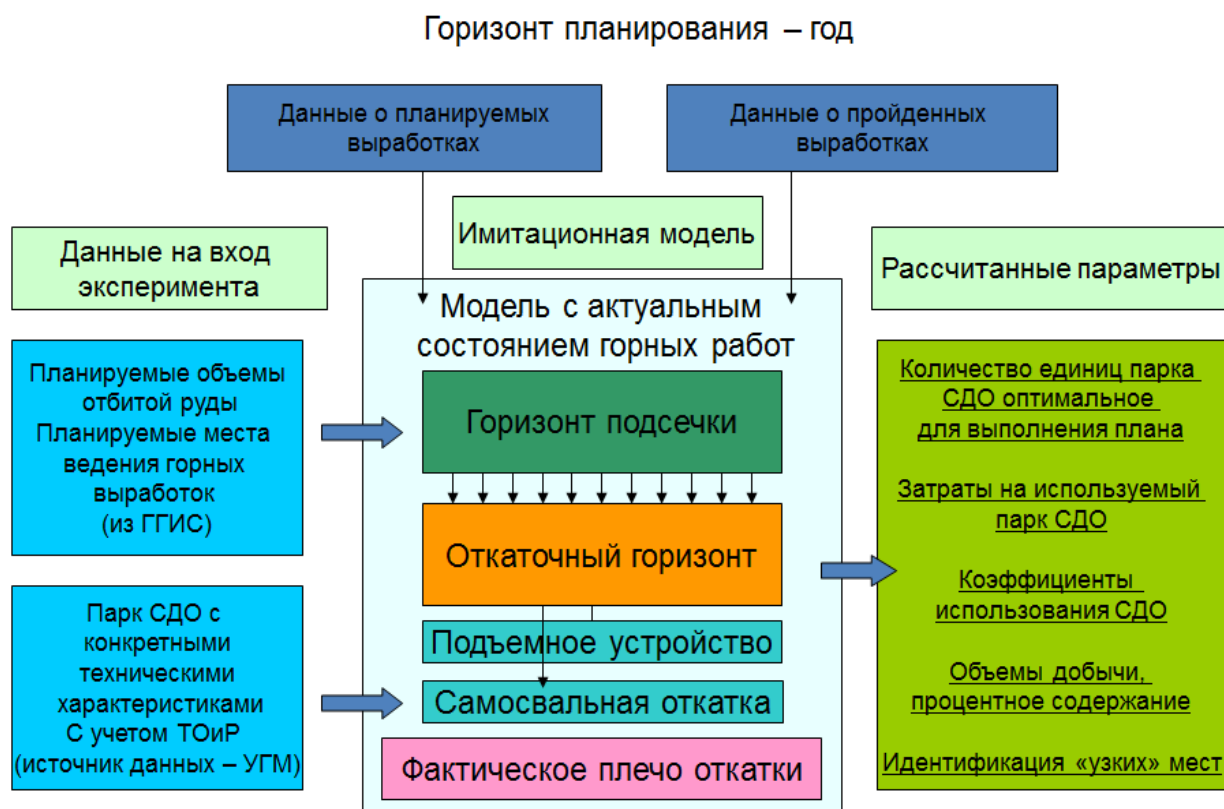 Горизонт планирования – год
Данные о планируемых
выработках
Данные о пройденных
выработках
Данные на вход
эксперимента
Имитационная модель
Рассчитанные параметры
Планируемые объемы
отбитой руды
Планируемые места
ведения горных
выработок
(из ГГИС)
Парк СДО с
конкретными
техническими
характеристиками
С учетом ТОиР
(источник данных – УГМ)
Модель с актуальным
состоянием горных работ
Горизонт подсечки
Откаточный горизонт
Подъемное устройство
Самосвальная откатка
Фактическое плечо откатки
Количество единиц парка
СДО оптимальное
для выполнения плана
Затраты на используемый
парк СДО
Коэффициенты
использования СДО
Объемы добычи,
процентное содержание
Идентификация «узких» мест